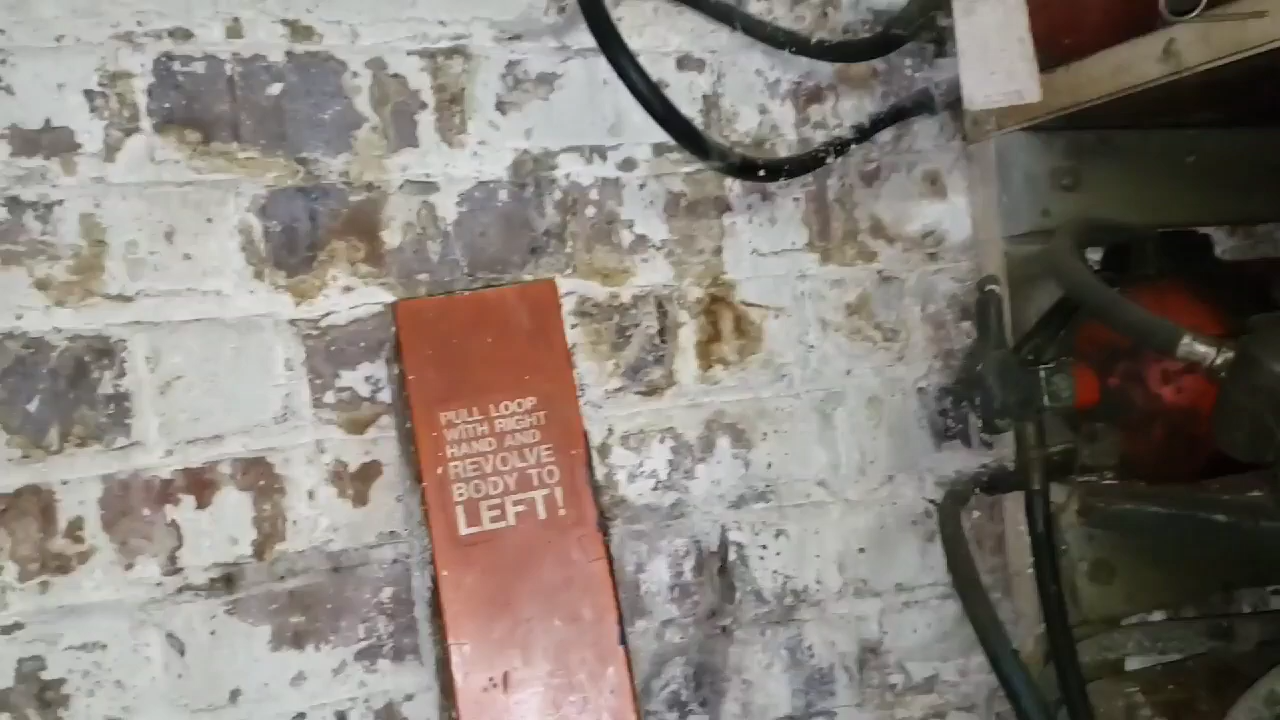 PULL LOOP
WITH RIGHT
HAND AND
REVOLVE
BODY TO
LEFT!